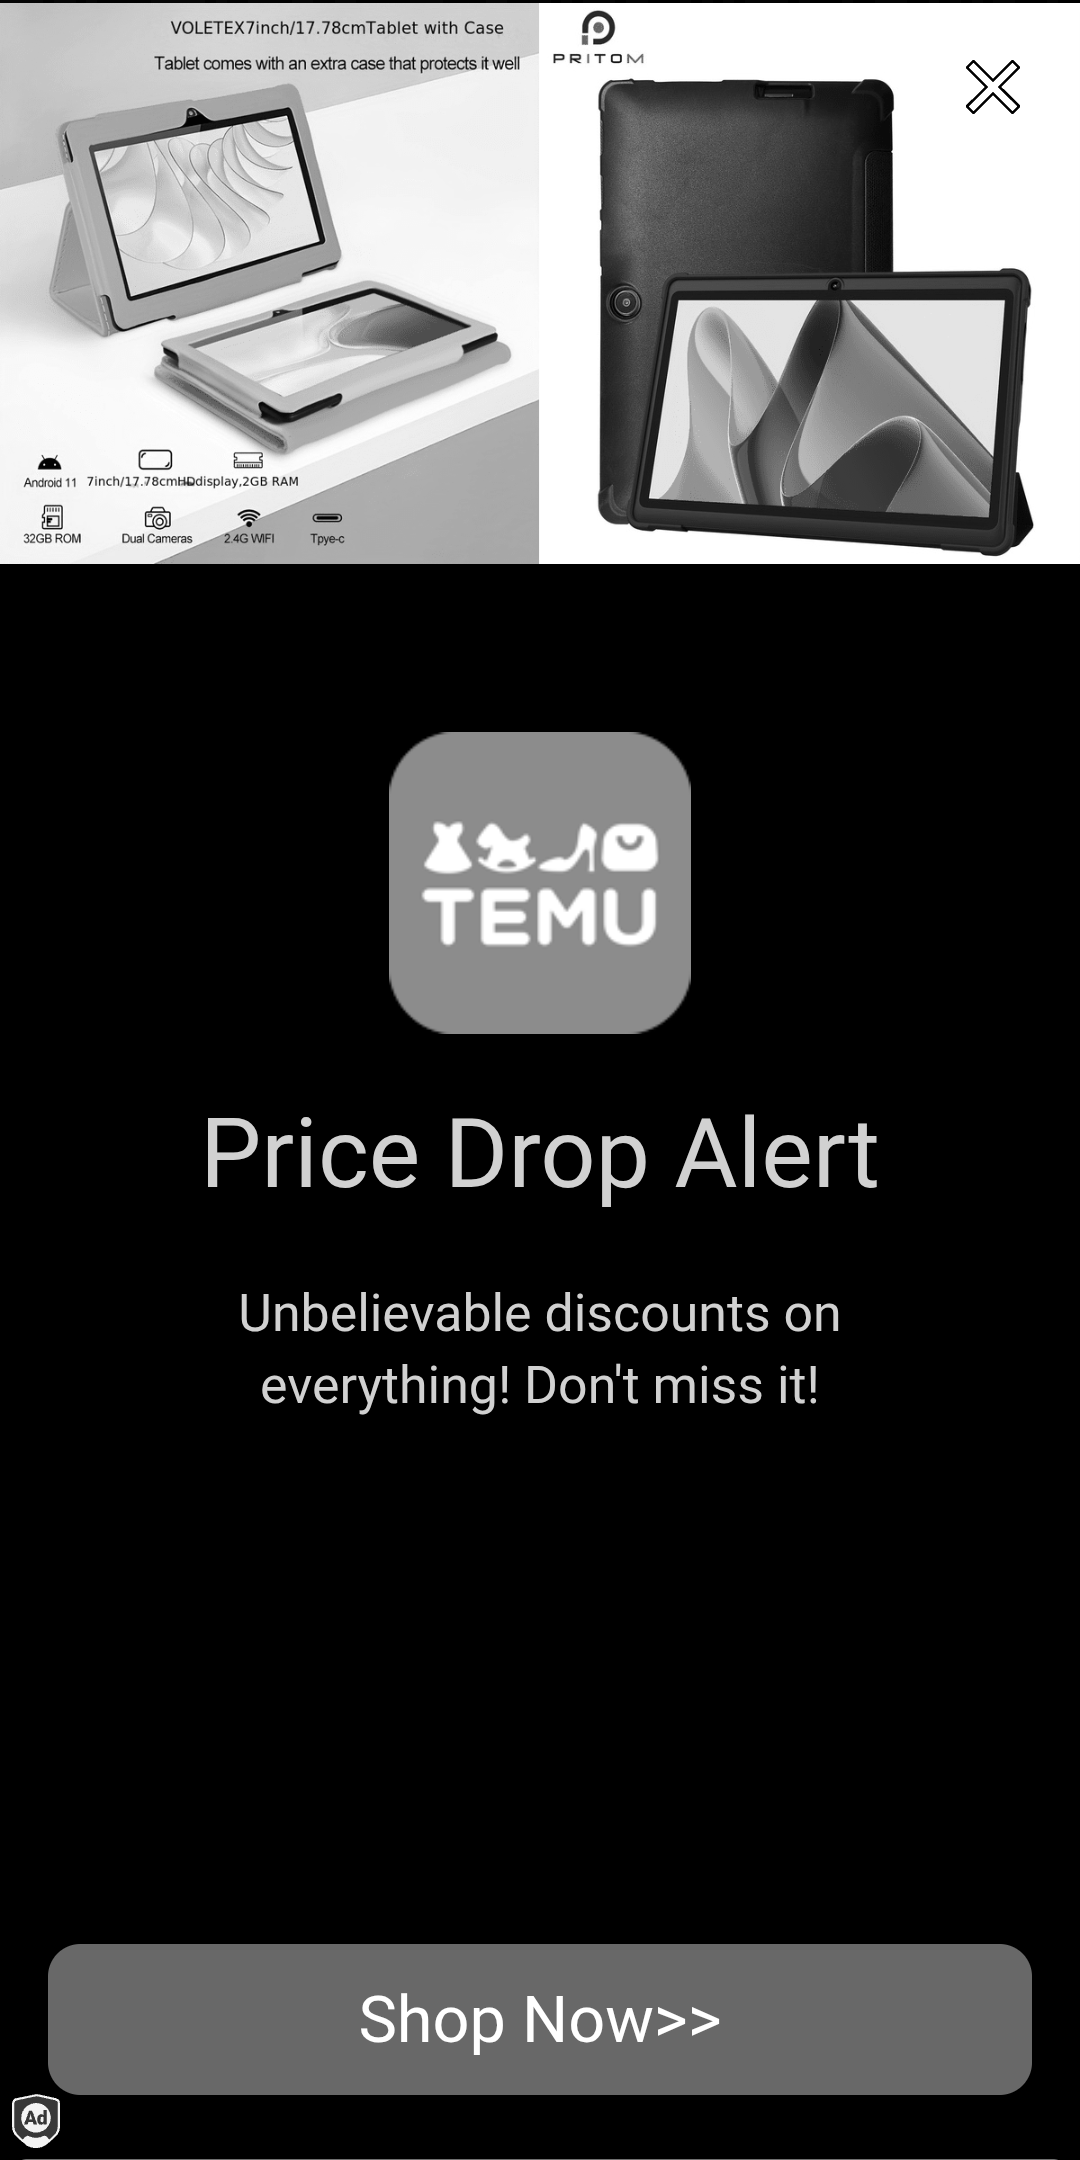 VOLETEX7inch/17.78cmTablet with Case
Tablet comes with an extra case that protects it well
Android 11
7inch/17.78cmHDdisplay,2GB RAM
32GB ROM
Dual Cameras
2.4G WIFI
Tpye-c
PRITOM
TEMU
Price Drop Alert
Unbelievable discounts on
everything! Don't miss it!
Shop Now>>
Ad